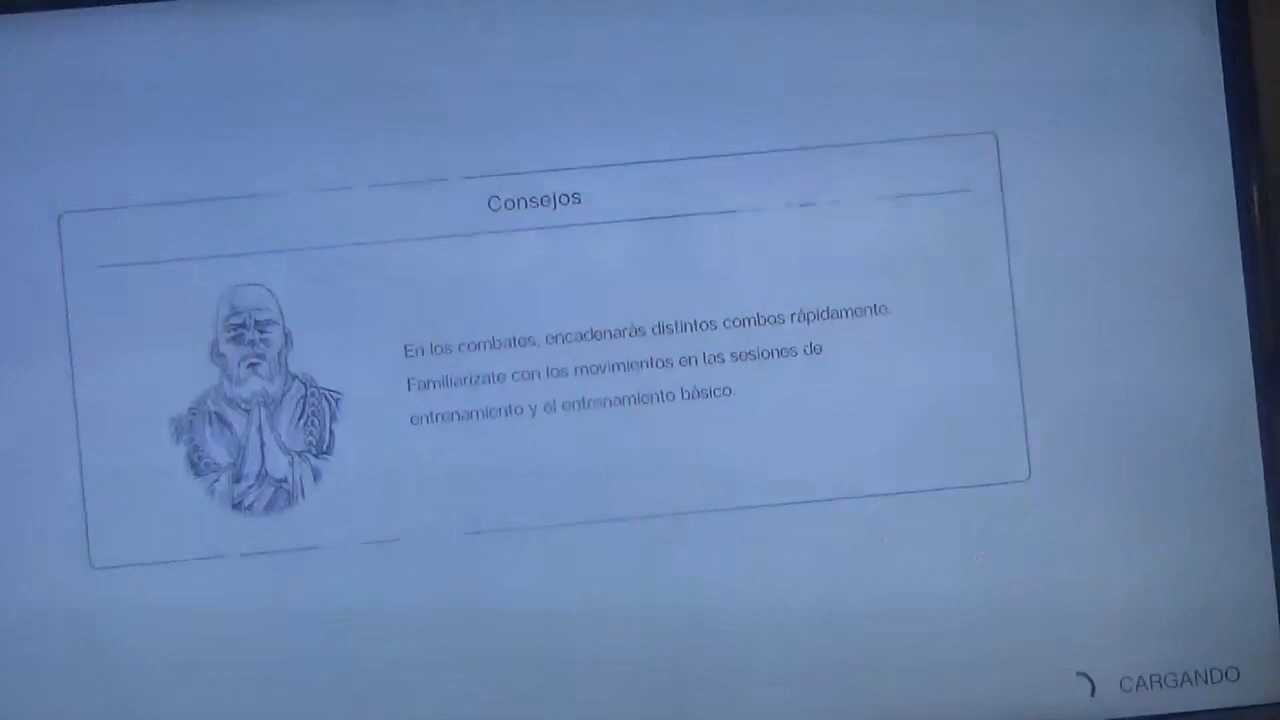 Consejos
En los combates, encadenarás distintos combos rápidamente.
Familiarízate con los movimientos en las sesiones de
entrenamiento y el entrenamiento básico.
CARGANDO